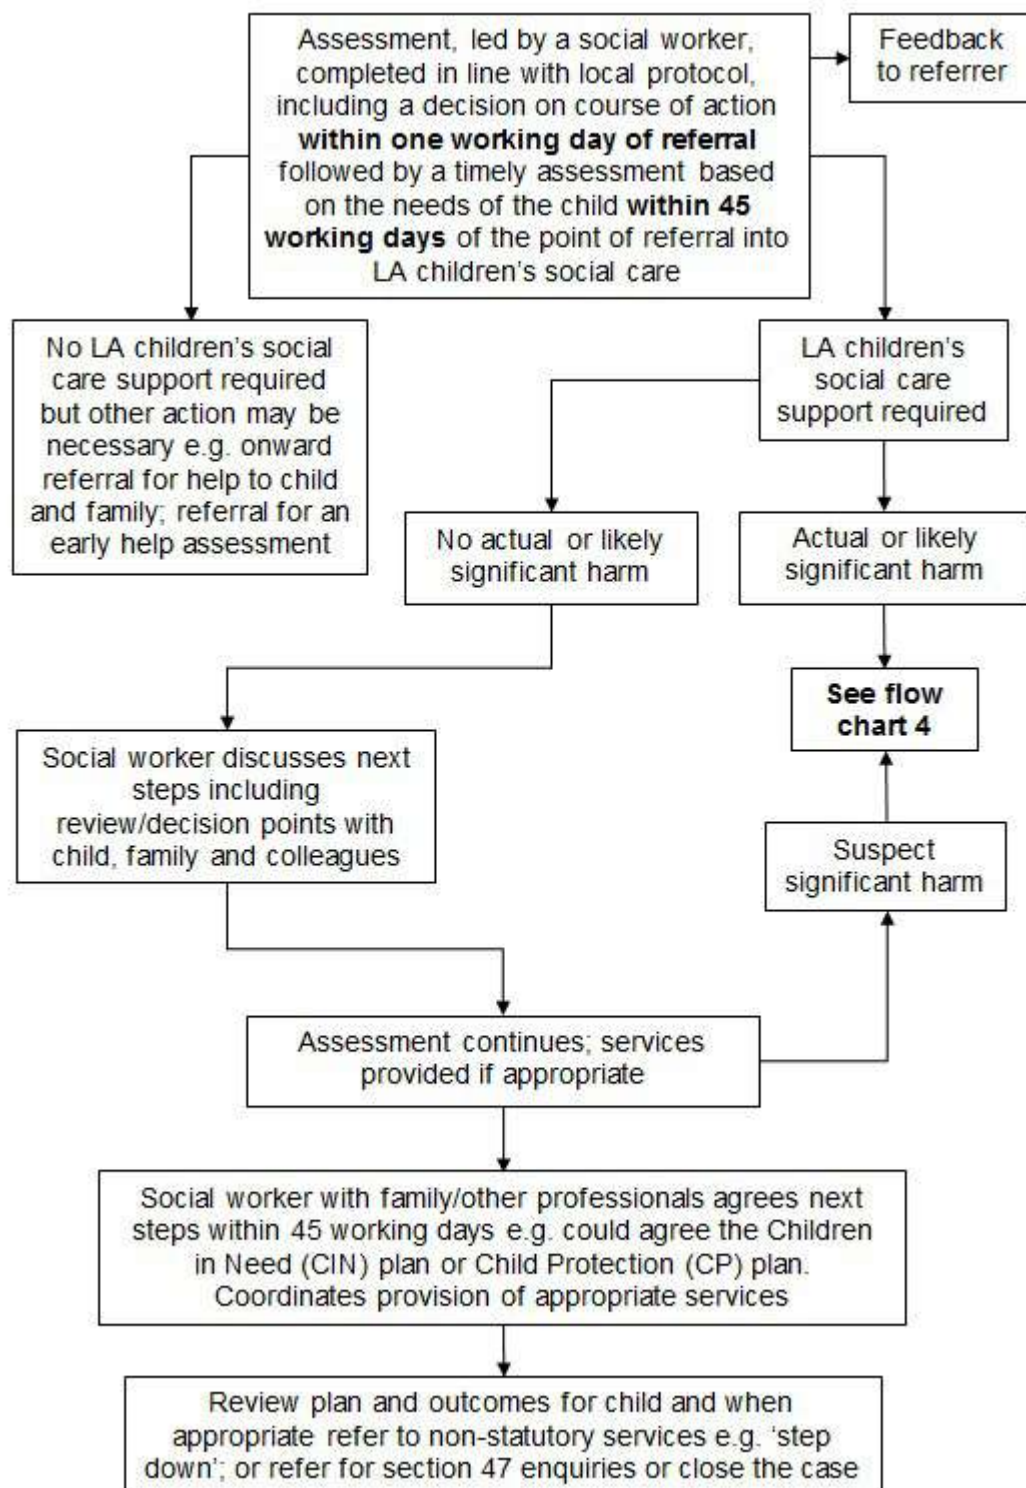 Assessment, led by a social worker,
completed in line with local protocol,
including a decision on course of action
within one working day of referral
followed by a timely assessment based
on the needs of the child within 45
working days of the point of referral into
LA children's social care
Feedback
to referrer
No LA children's social
care support required
but other action may be
necessary e.g. onward
referral for help to child
and family; referral for an
early help assessment
LA children's
social care
support required
No actual or likely
significant harm
Actual or likely
significant harm
See flow
chart 4
Social worker discusses next
steps including
review/decision points with
child, family and colleagues
Suspect
significant harm
Assessment continues; services
provided if appropriate
Social worker with family/other professionals agrees next
steps within 45 working days e.g. could agree the Children
in Need (CIN) plan or Child Protection (CP) plan.
Coordinates provision of appropriate services
Review plan and outcomes for child and when
appropriate refer to non-statutory services e.g. ‘step
down’; or refer for section 47 enquiries or close the case